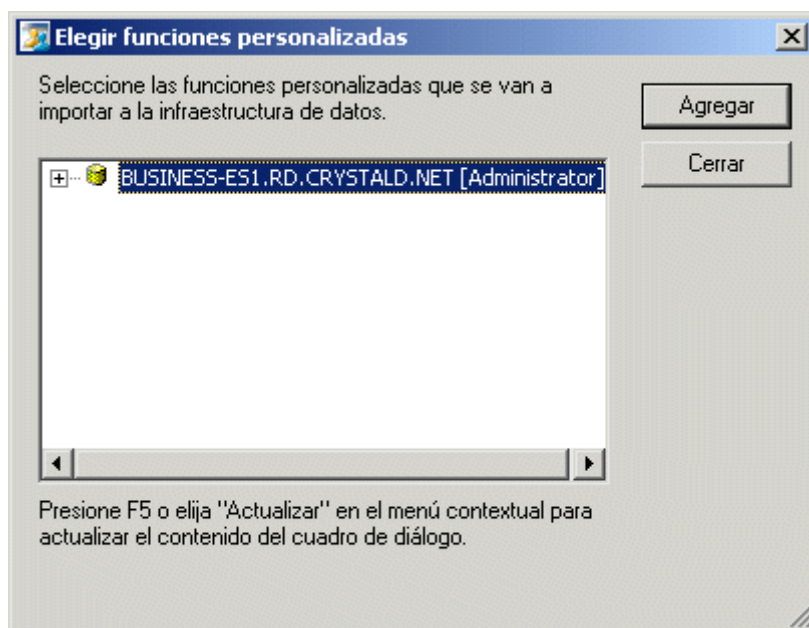 Elegir funciones personalizadas
Seleccione las funciones personalizadas que se van a
importar a la infraestructura de datos.
Agregar
Cerrar
BUSINESS-ES1.RD.CRYSTALD.NET [Administrator]
Presione F5 o elija "Actualizar" en el menú contextual para
actualizar el contenido del cuadro de diálogo.